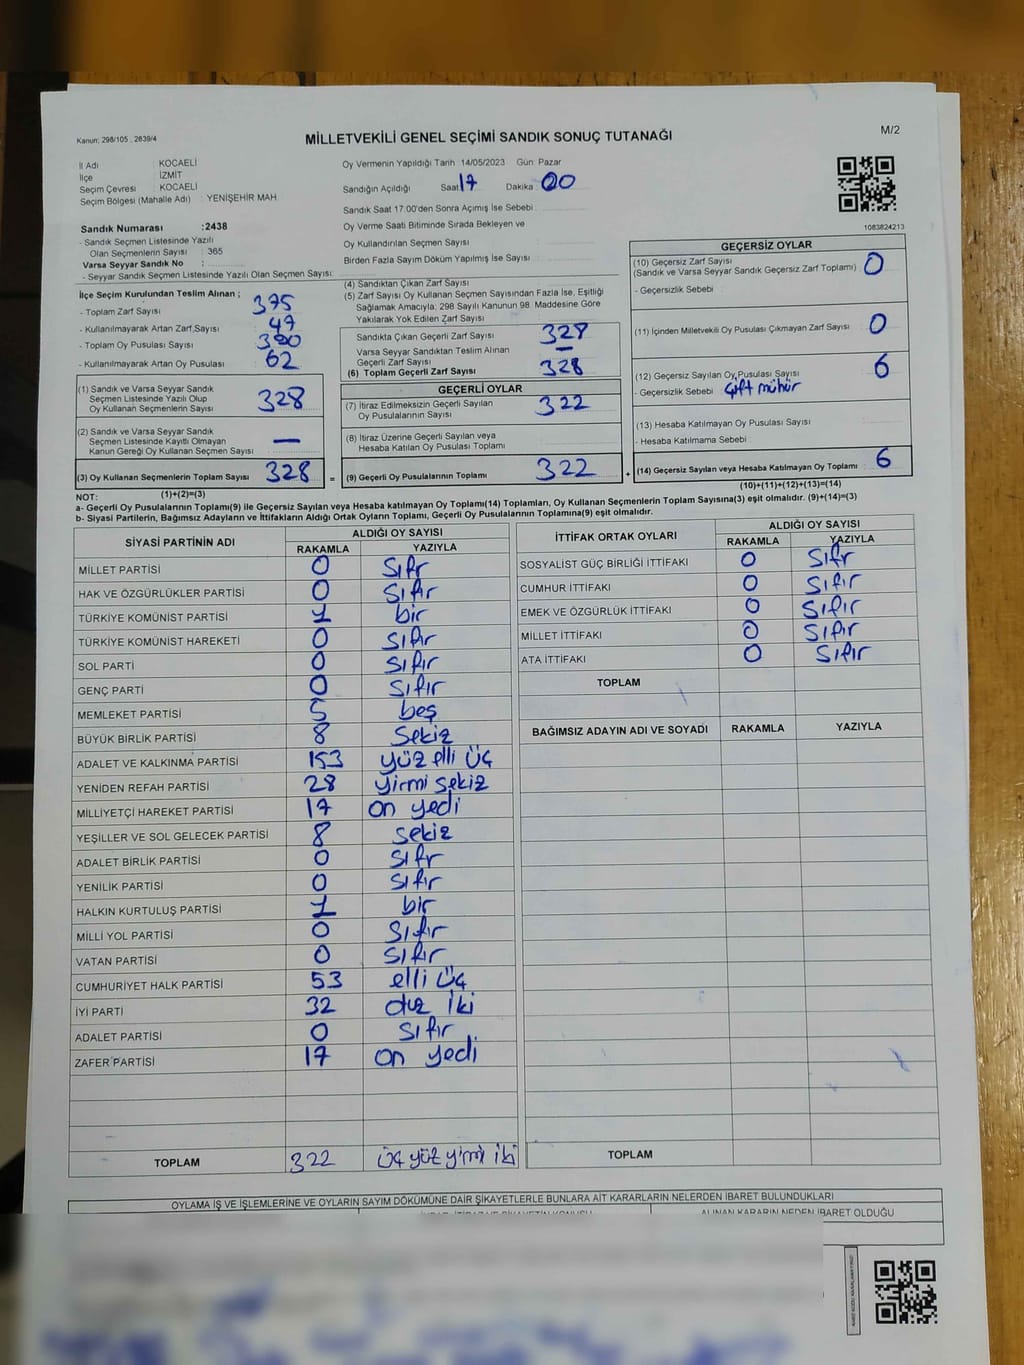 Kanun: 298/105 , 2839/4
MİLLETVEKİLİ GENEL SEÇİMİ SANDIK SONUÇ TUTANAĞI
M/2
İl Adı : KOCAELİ
İlçe : İZMİT
Seçim Çevresi : KOCAELİ
Seçim Bölgesi (Mahalle Adı) : YENİŞEHİR MAH
Sandık Numarası :2438
- Sandık Seçmen Listesinde Yazılı
Olan Seçmenlerin Sayısı : 365
Varsa Seyyar Sandık No :
- Seyyar Sandık Seçmen Listesinde Yazılı Olan Seçmen Sayısı:
Oy Vermenin Yapıldığı Tarih 14/05/2023 Gün: Pazar
Sandığın Açıldığı Saat 17 Dakika 00
Sandık Saat 17.00'den Sonra Açımış İse Sebebi :
Oy Verme Saati Bitiminde Sırada Bekleyen ve
Oy Kullandırılan Seçmen Sayısı
Birden Fazla Sayım Döküm Yapılmış İse Sayısı :
1083824213
İlçe Seçim Kurulundan Teslim Alınan ;
- Toplam Zarf Sayısı : 375
- Kullanılmayarak Artan Zarf Sayısı : 47
- Toplam Oy Pusulası Sayısı :
- Kullanılmayarak Artan Oy Pusulası : 62
(1) Sandık ve Varsa Seyyar Sandık
Seçmen Listesinde Yazılı Olup
Oy Kullanan Seçmenlerin Sayısı : 328
(2) Sandık ve Varsa Seyyar Sandık
Seçmen Listesinde Kayıtlı Olmayan
Kanun Gereği Oy Kullanan Seçmen Sayısı : —
(3) Oy Kullanan Seçmenlerin Toplam Sayısı : 328
(1)+(2)=(3)
(4) Sandıktan Çıkan Zarf Sayısı
(5) Zarf Sayısı Oy Kullanan Seçmen Sayısından Fazla İse, Eşitliği
Sağlamak Amacıyla; 298 Sayılı Kanunun 98. Maddesine Göre
Yakılarak Yok Edilen Zarf Sayısı :
Sandıkta Çıkan Geçerli Zarf Sayısı : 328
Varsa Seyyar Sandıktan Teslim Alınan
Geçerli Zarf Sayısı : —
(6) Toplam Geçerli Zarf Sayısı : 328
GEÇERLİ OYLAR
(7) İtiraz Edilmeksizin Geçerli Sayılan
Oy Pusulalarının Sayısı : 322
(8) İtiraz Üzerine Geçerli Sayılan veya
Hesaba Katılan Oy Pusulası Toplamı :
= (9) Geçerli Oy Pusulalarının Toplamı : 322 +
GEÇERSİZ OYLAR
(10) Geçersiz Zarf Sayısı
(Sandık ve Varsa Seyyar Sandık Geçersiz Zarf Toplamı) : 0
- Geçersizlik Sebebi :
(11) İçinden Milletvekili Oy Pusulası Çıkmayan Zarf Sayısı : 0
(12) Geçersiz Sayılan Oy Pusulası Sayısı : 6
- Geçersizlik Sebebi : Çift mühür
(13) Hesaba Katılmayan Oy Pusulası Sayısı :
- Hesaba Katılmama Sebebi :
(14) Geçersiz Sayılan veya Hesaba Katılmayan Oy Toplamı : 6
(10)+(11)+(12)+(13)=(14)
NOT:
a- Geçerli Oy Pusulalarının Toplamı(9) ile Geçersiz Sayılan veya Hesaba katılmayan Oy Toplamı(14) Toplamları, Oy Kullanan Seçmenlerin Toplam Sayısına(3) eşit olmalıdır. (9)+(14)=(3)
b- Siyasi Partilerin, Bağımsız Adayların ve İttifakların Aldığı Ortak Oyların Toplamı, Geçerli Oy Pusulalarının Toplamına(9) eşit olmalıdır.
SİYASİ PARTİNİN ADI ALDIĞI OY SAYISI
RAKAMLA YAZIYLA
MİLLET PARTİSİ 0 Sıfır
HAK VE ÖZGÜRLÜKLER PARTİSİ 0 Sıfır
TÜRKİYE KOMÜNİST PARTİSİ 1 bir
TÜRKİYE KOMÜNİST HAREKETİ 0 Sıfır
SOL PARTİ 0 Sıfır
GENÇ PARTİ 0 Sıfır
MEMLEKET PARTİSİ 5 beş
BÜYÜK BİRLİK PARTİSİ 8 Sekiz
ADALET VE KALKINMA PARTİSİ 153 yüz elli üç
YENİDEN REFAH PARTİSİ 28 yirmi sekiz
MİLLİYETÇİ HAREKET PARTİSİ 17 on yedi
YEŞİLLER VE SOL GELECEK PARTİSİ 8 sekiz
ADALET BİRLİK PARTİSİ 0 Sıfır
YENİLİK PARTİSİ 0 Sıfır
HALKIN KURTULUŞ PARTİSİ 1 bir
MİLLİ YOL PARTİSİ 0 Sıfır
VATAN PARTİSİ 0 Sıfır
CUMHURİYET HALK PARTİSİ 53 elli üç
İYİ PARTİ 32 otuz iki
ADALET PARTİSİ 0 Sıfır
ZAFER PARTİSİ 17 on yedi
TOPLAM 322 üç yüz yirmi iki
İTTİFAK ORTAK OYLARI ALDIĞI OY SAYISI
RAKAMLA YAZIYLA
SOSYALİST GÜÇ BİRLİĞİ İTTİFAKI 0 Sıfır
CUMHUR İTTİFAKI 0 Sıfır
EMEK VE ÖZGÜRLÜK İTTİFAKI 0 Sıfır
MİLLET İTTİFAKI 0 Sıfır
ATA İTTİFAKI 0 Sıfır
TOPLAM
BAĞIMSIZ ADAYIN ADI VE SOYADI RAKAMLA YAZIYLA
TOPLAM
OYLAMA İŞ VE İŞLEMLERİNE VE OYLARIN SAYIM DÖKÜMÜNE DAİR ŞİKAYETLERLE BUNLARA AİT KARARLARIN NELERDEN İBARET BULUNDUKLARI
ALINAN KARARIN NEDEN İBARET OLDUĞU